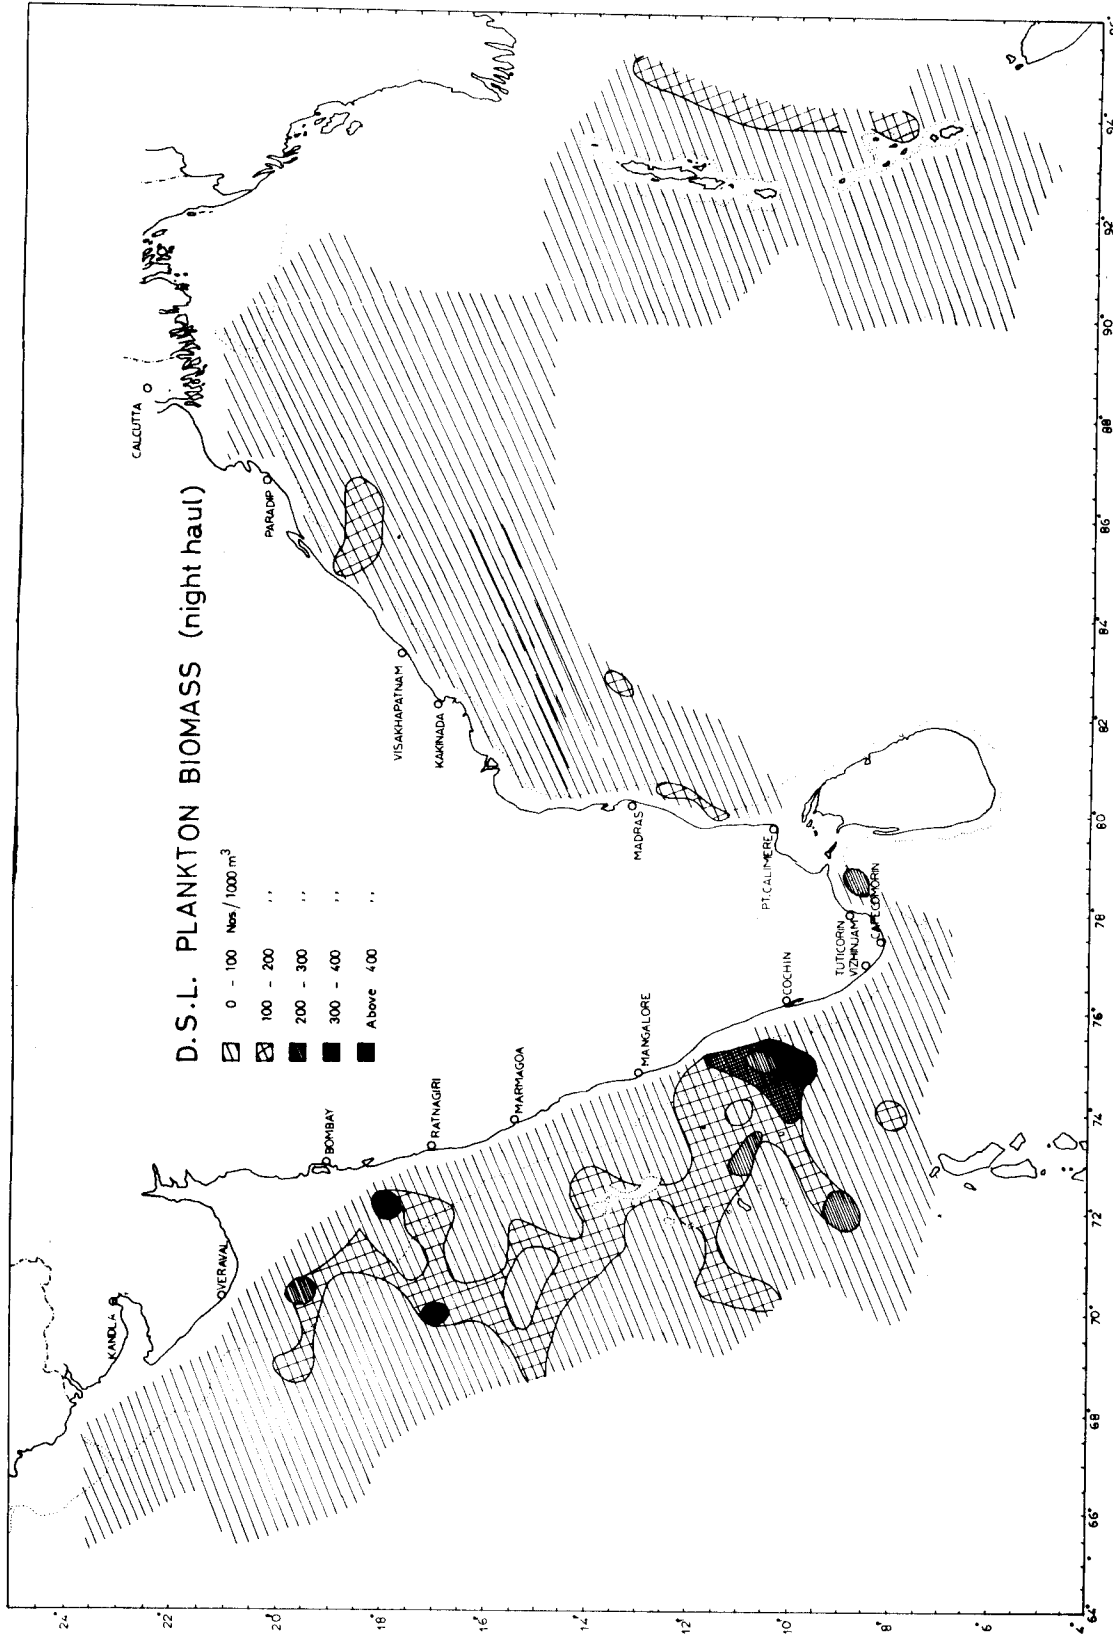 D.S.L. PLANKTON BIOMASS (night haul)
0 - 100 Nos/1000 m³
100 - 200 ,,
200 - 300 ,,
300 - 400 ,,
Above 400 ,,
KANDLA
VERAVAL
BOMBAY
RATNAGIRI
MARMAGOA
MANGALORE
COCHIN
VIZHINJAM
CAPECOMORIN
TUTICORIN
PT. CALIMERE
MADRAS
KAKINADA
VISAKHAPATNAM
PARADIP
CALCUTTA
24°
22°
20°
18°
16°
14°
12°
10°
8°
6°
4°
64°
66°
68°
70°
72°
74°
76°
78°
80
82
84°
86°
88°
90°
92°
94°